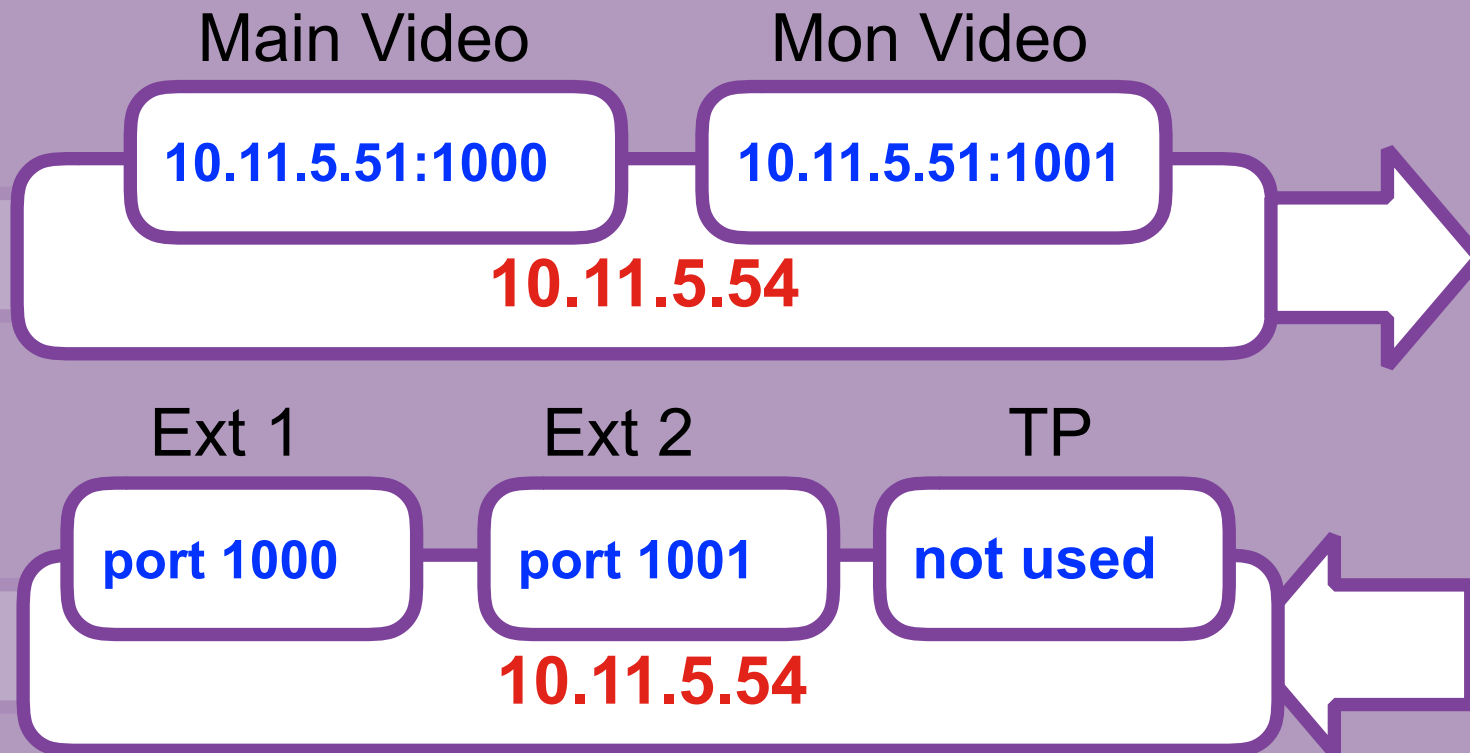 Main Video Mon Video
10.11.5.51:1000 10.11.5.51:1001
10.11.5.54
Ext 1 Ext 2 TP
port 1000 port 1001 not used
10.11.5.54